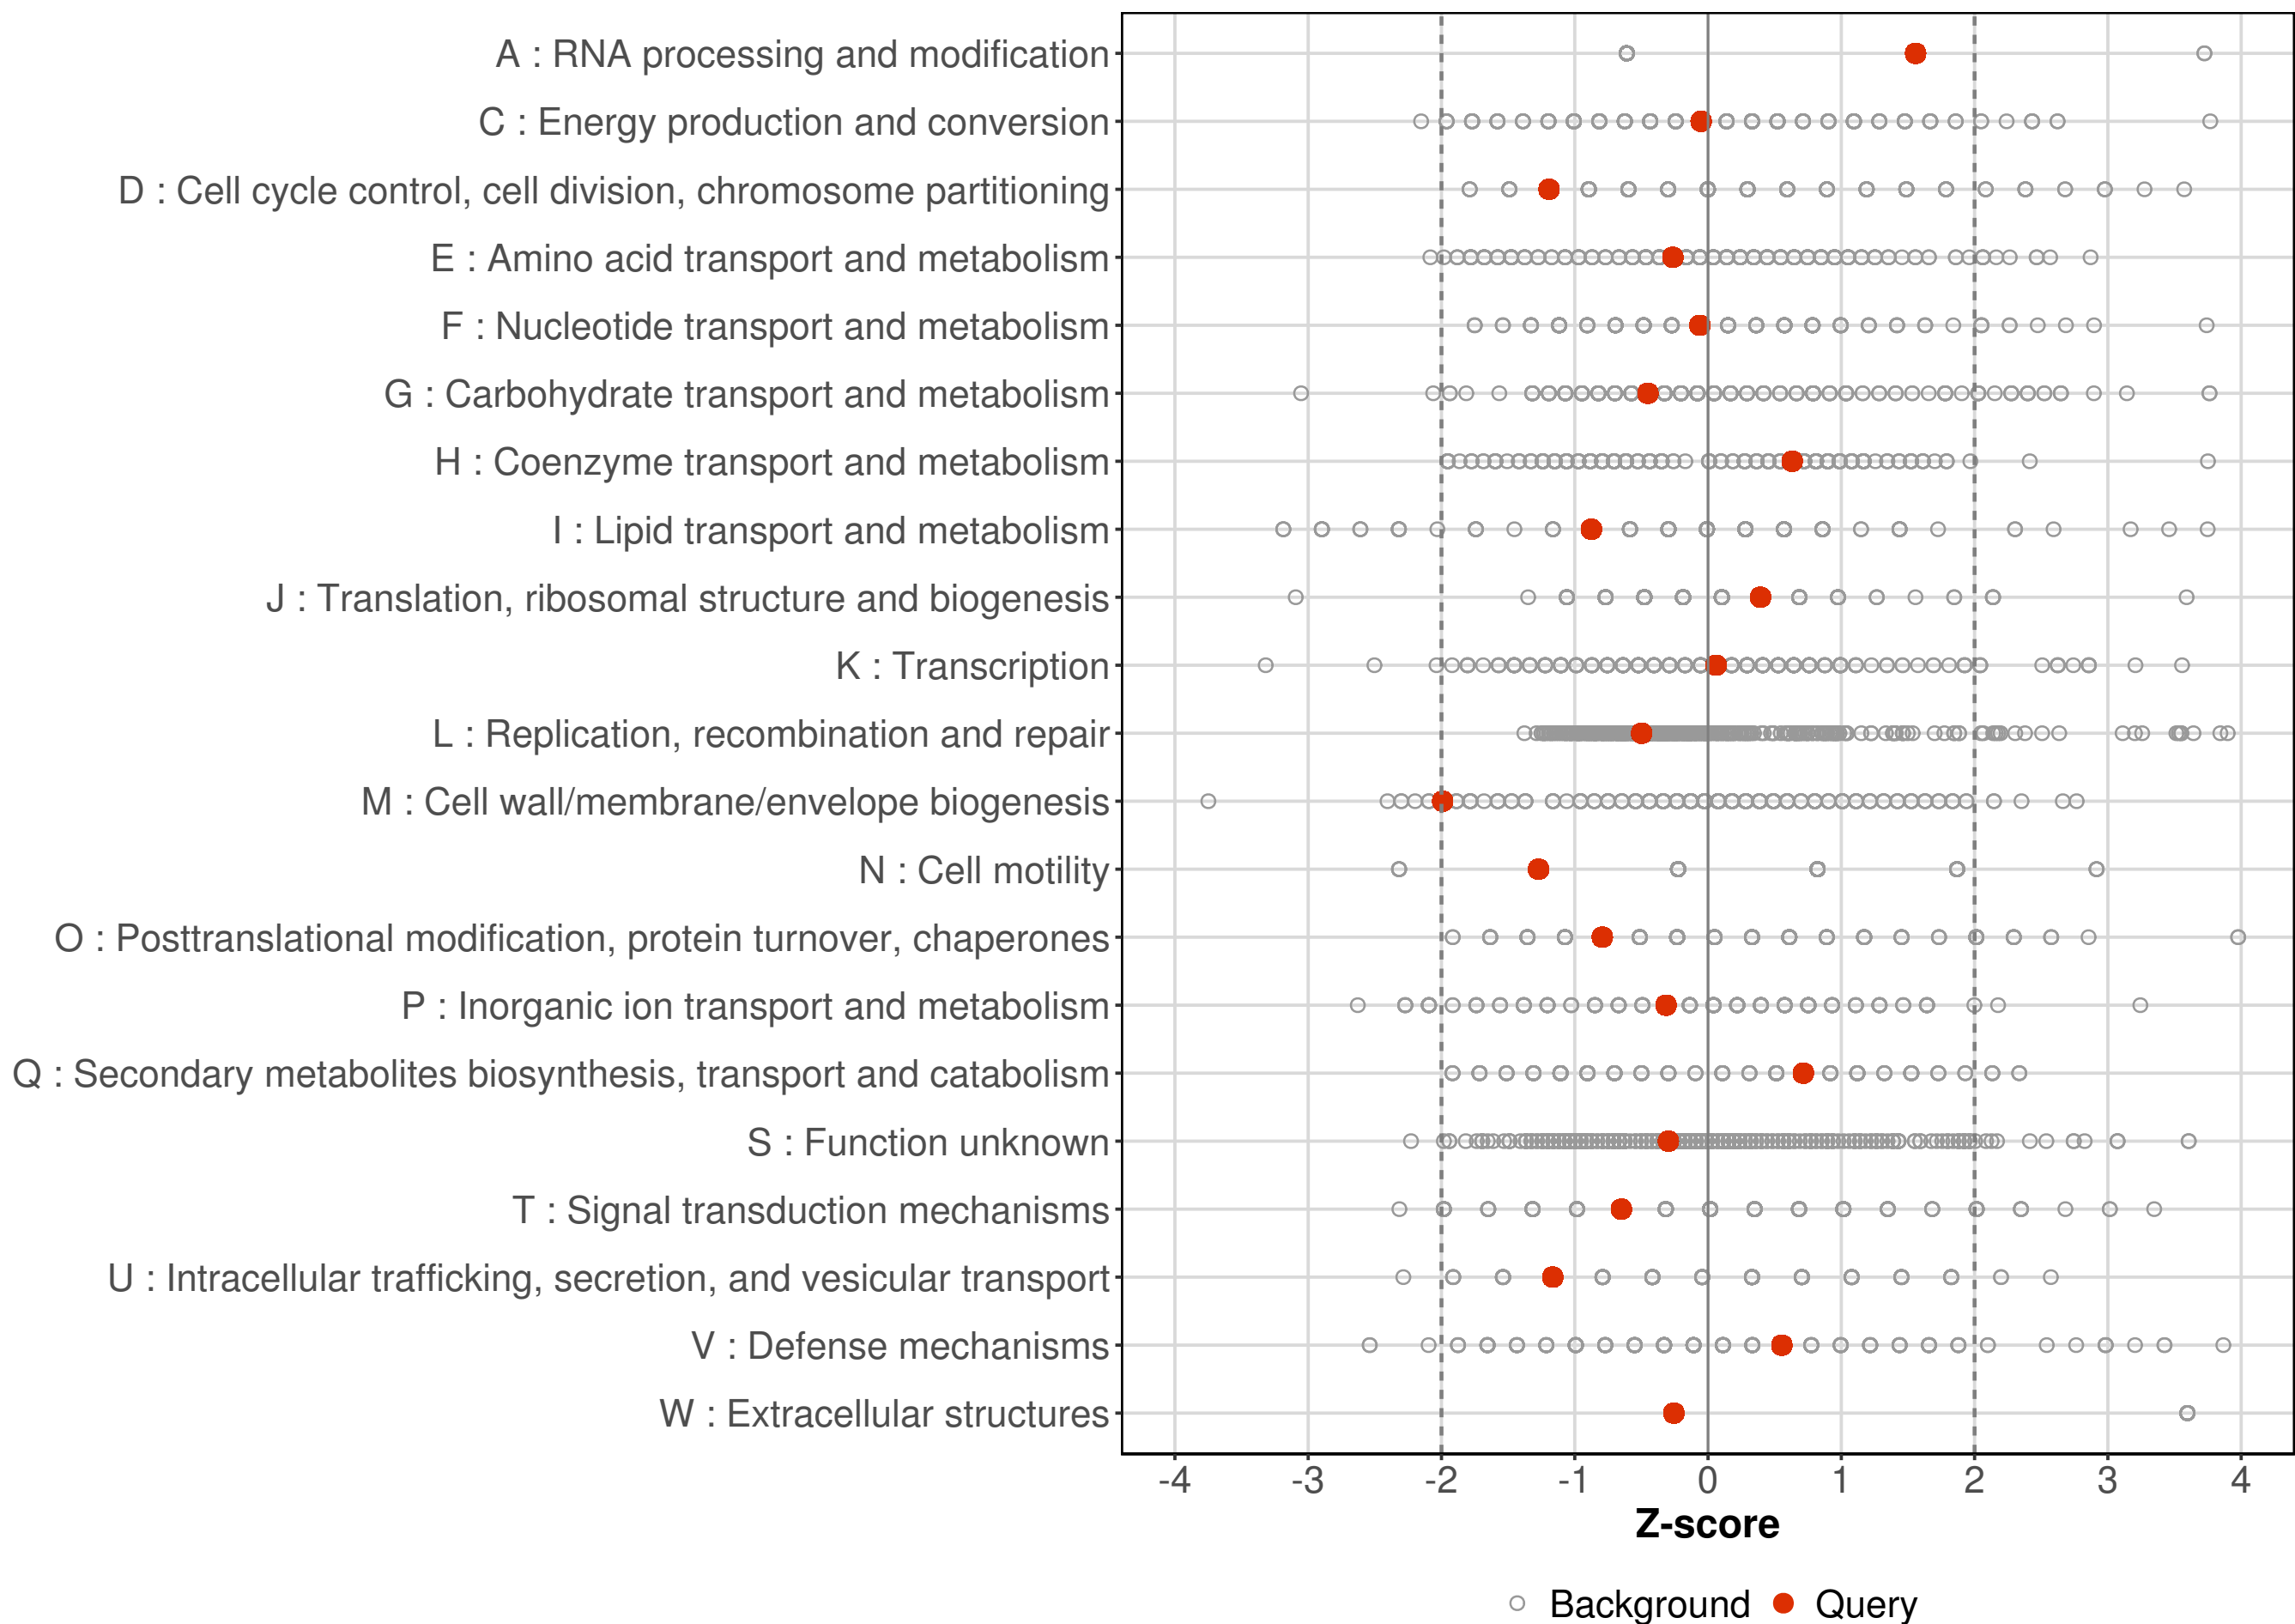 A : RNA processing and modification
C : Energy production and conversion
D : Cell cycle control, cell division, chromosome partitioning
E : Amino acid transport and metabolism
F : Nucleotide transport and metabolism
G : Carbohydrate transport and metabolism
H : Coenzyme transport and metabolism
I : Lipid transport and metabolism
J : Translation, ribosomal structure and biogenesis
K : Transcription
L : Replication, recombination and repair
M : Cell wall/membrane/envelope biogenesis
N : Cell motility
O : Posttranslational modification, protein turnover, chaperones
P : Inorganic ion transport and metabolism
Q : Secondary metabolites biosynthesis, transport and catabolism
S : Function unknown
T : Signal transduction mechanisms
U : Intracellular trafficking, secretion, and vesicular transport
V : Defense mechanisms
W : Extracellular structures
-4 -3 -2 -1 0 1 2 3 4
Z-score
Background Query